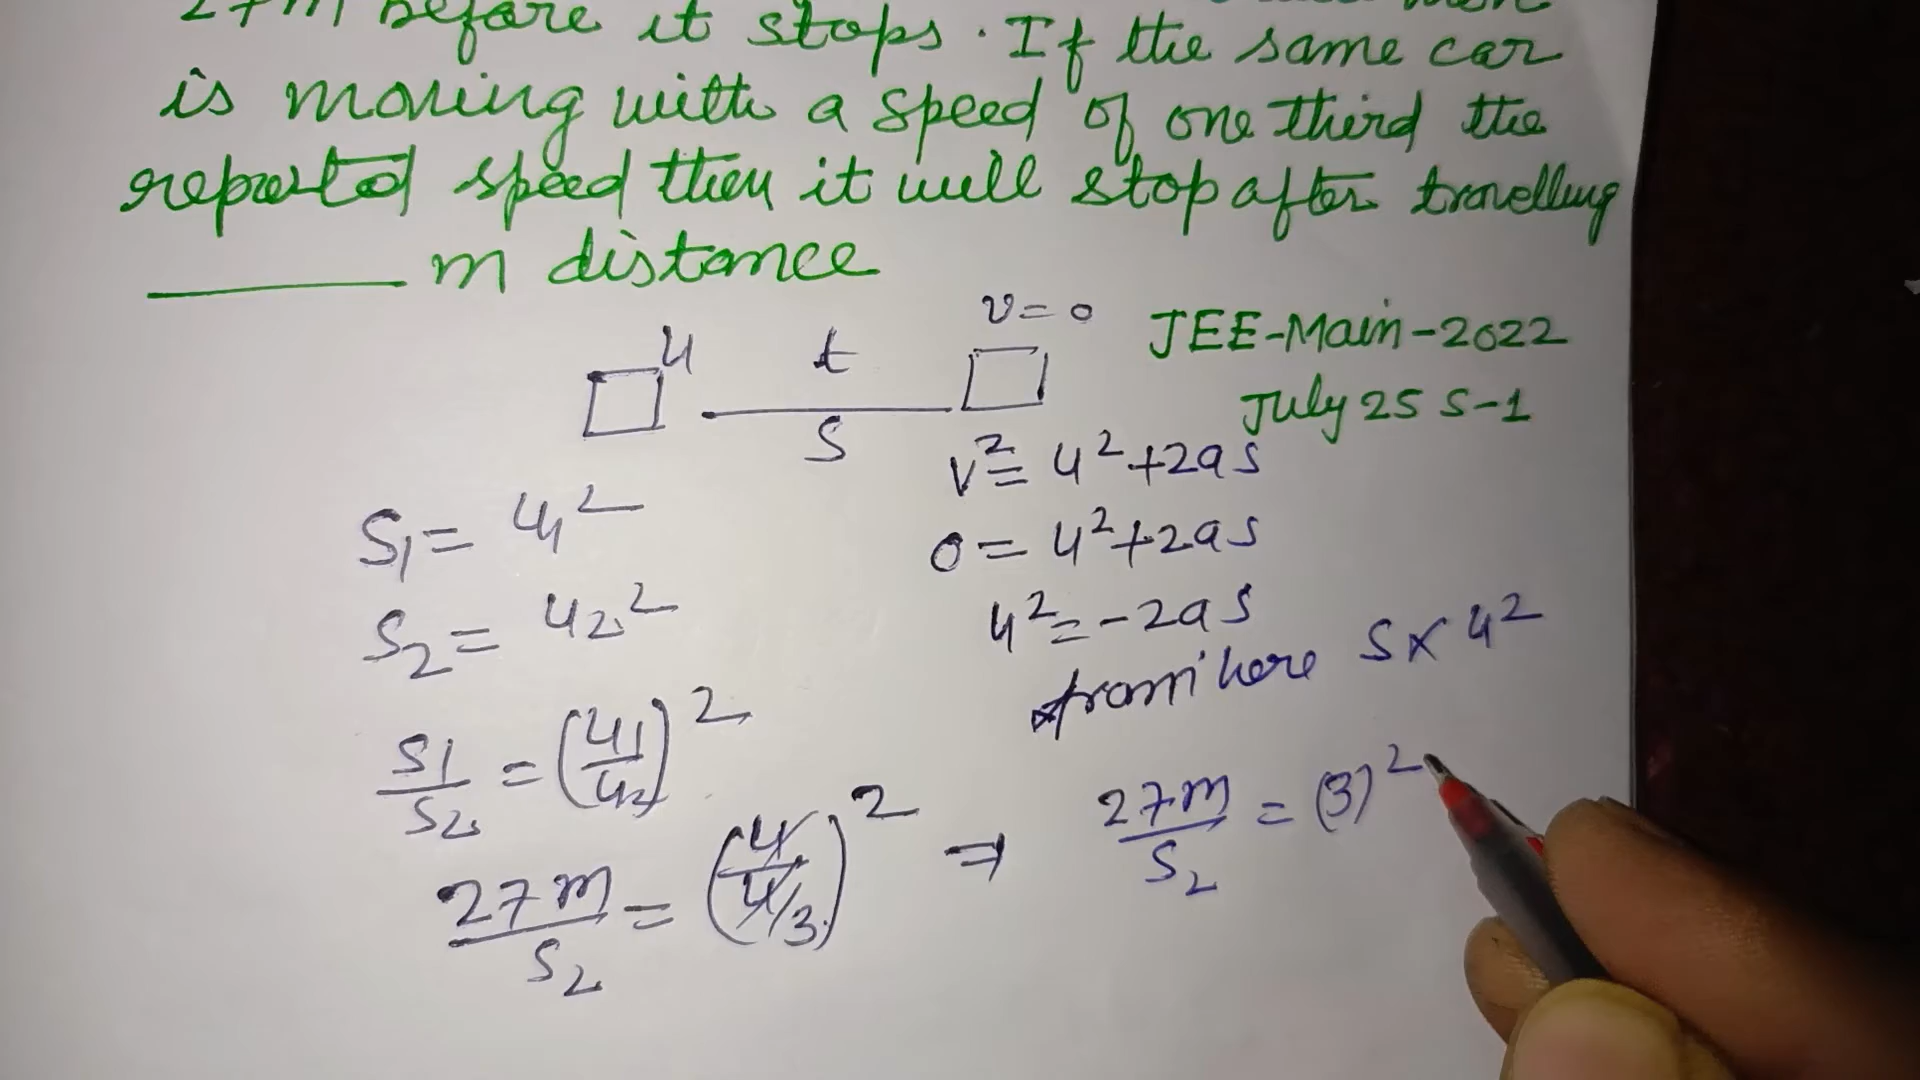 27m before it stops. If the same car
is moving with a speed of one third the
reported speed then it will stop after travelling
_______ m distance
u t v=0
S
JEE-Main-2022
July 25 S-1
v²= u²+2as
0= u²+2as
u²=-2as
from here S∝u²
S₁= u₁²
S₂= u₂²
S1/S2 = (u1/u2)²
27m/S2 = (u/u/3)² ⇒ 27m/S2 = (3)²